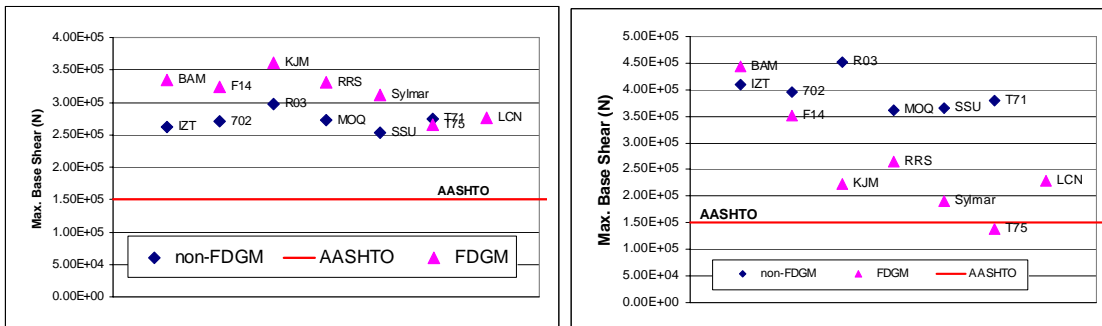 4.00E+05
3.50E+05
3.00E+05
2.50E+05
2.00E+05
1.50E+05
1.00E+05
5.00E+04
0.00E+00
Max. Base Shear (N)
BAM
F14
KJM
RRS
Sylmar
T75
LCN
IZT
702
R03
MOQ
SSU
T71
AASHTO
non-FDGM
AASHTO
FDGM
5.00E+05
4.50E+05
4.00E+05
3.50E+05
3.00E+05
2.50E+05
2.00E+05
1.50E+05
1.00E+05
5.00E+04
0.00E+00
Max. Base Shear (N)
BAM
IZT
702
F14
R03
KJM
MOQ
RRS
SSU
Sylmar
T71
T75
LCN
AASHTO
non-FDGM
FDGM
AASHTO